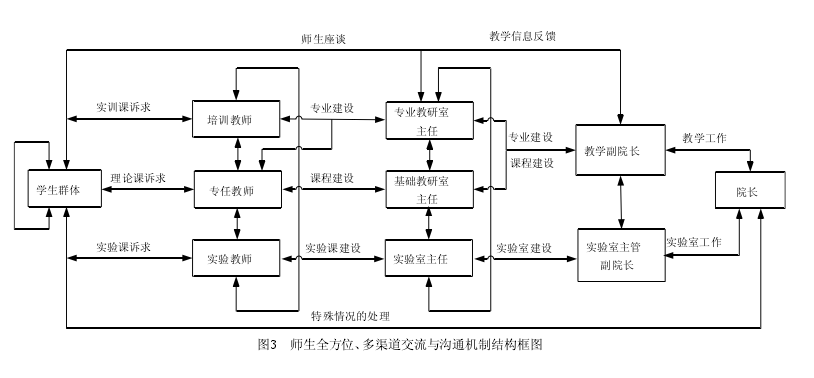 师生座谈
教学信息反馈
实训课诉求
培训教师
专业建设
专业教研室
主任
专业建设
课程建设
教学副院长
教学工作
学生群体
理论课诉求
专任教师
课程建设
基础教研室
主任
院长
实验课诉求
实验教师
实验课建设
实验室主任
实验室建设
实验室主管
副院长
实验室工作
特殊情况的处理
图3 师生全方位、多渠道交流与沟通机制结构框图